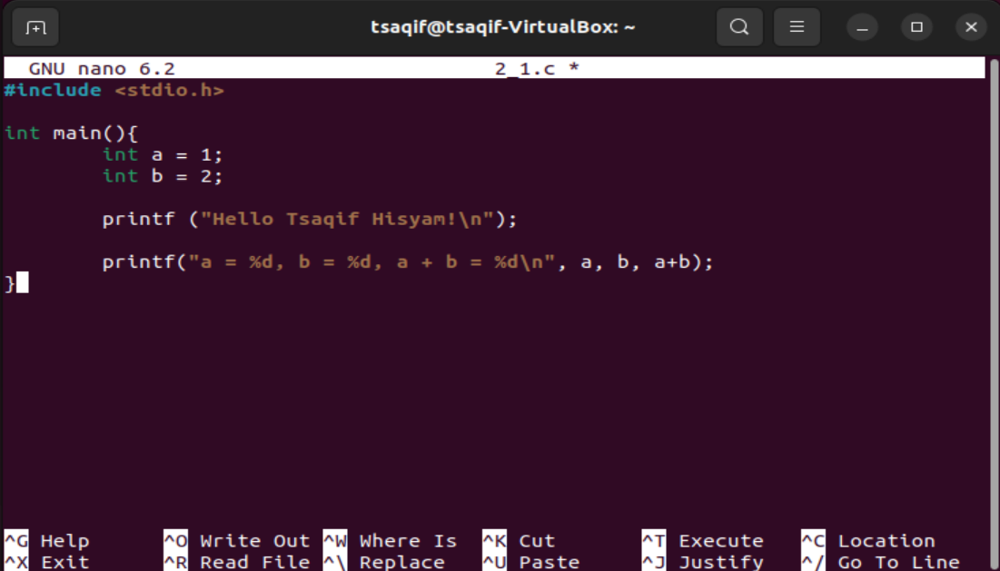 tsaqif@tsaqif-VirtualBox: ~
GNU nano 6.2 2_1.c *
#include <stdio.h>
int main(){
        int a = 1;
        int b = 2;
        printf ("Hello Tsaqif Hisyam!\n");
        printf("a = %d, b = %d, a + b = %d\n", a, b, a+b);
}
^G Help ^O Write Out ^W Where Is ^K Cut ^T Execute ^C Location
^X Exit ^R Read File ^\ Replace ^U Paste ^J Justify ^/ Go To Line